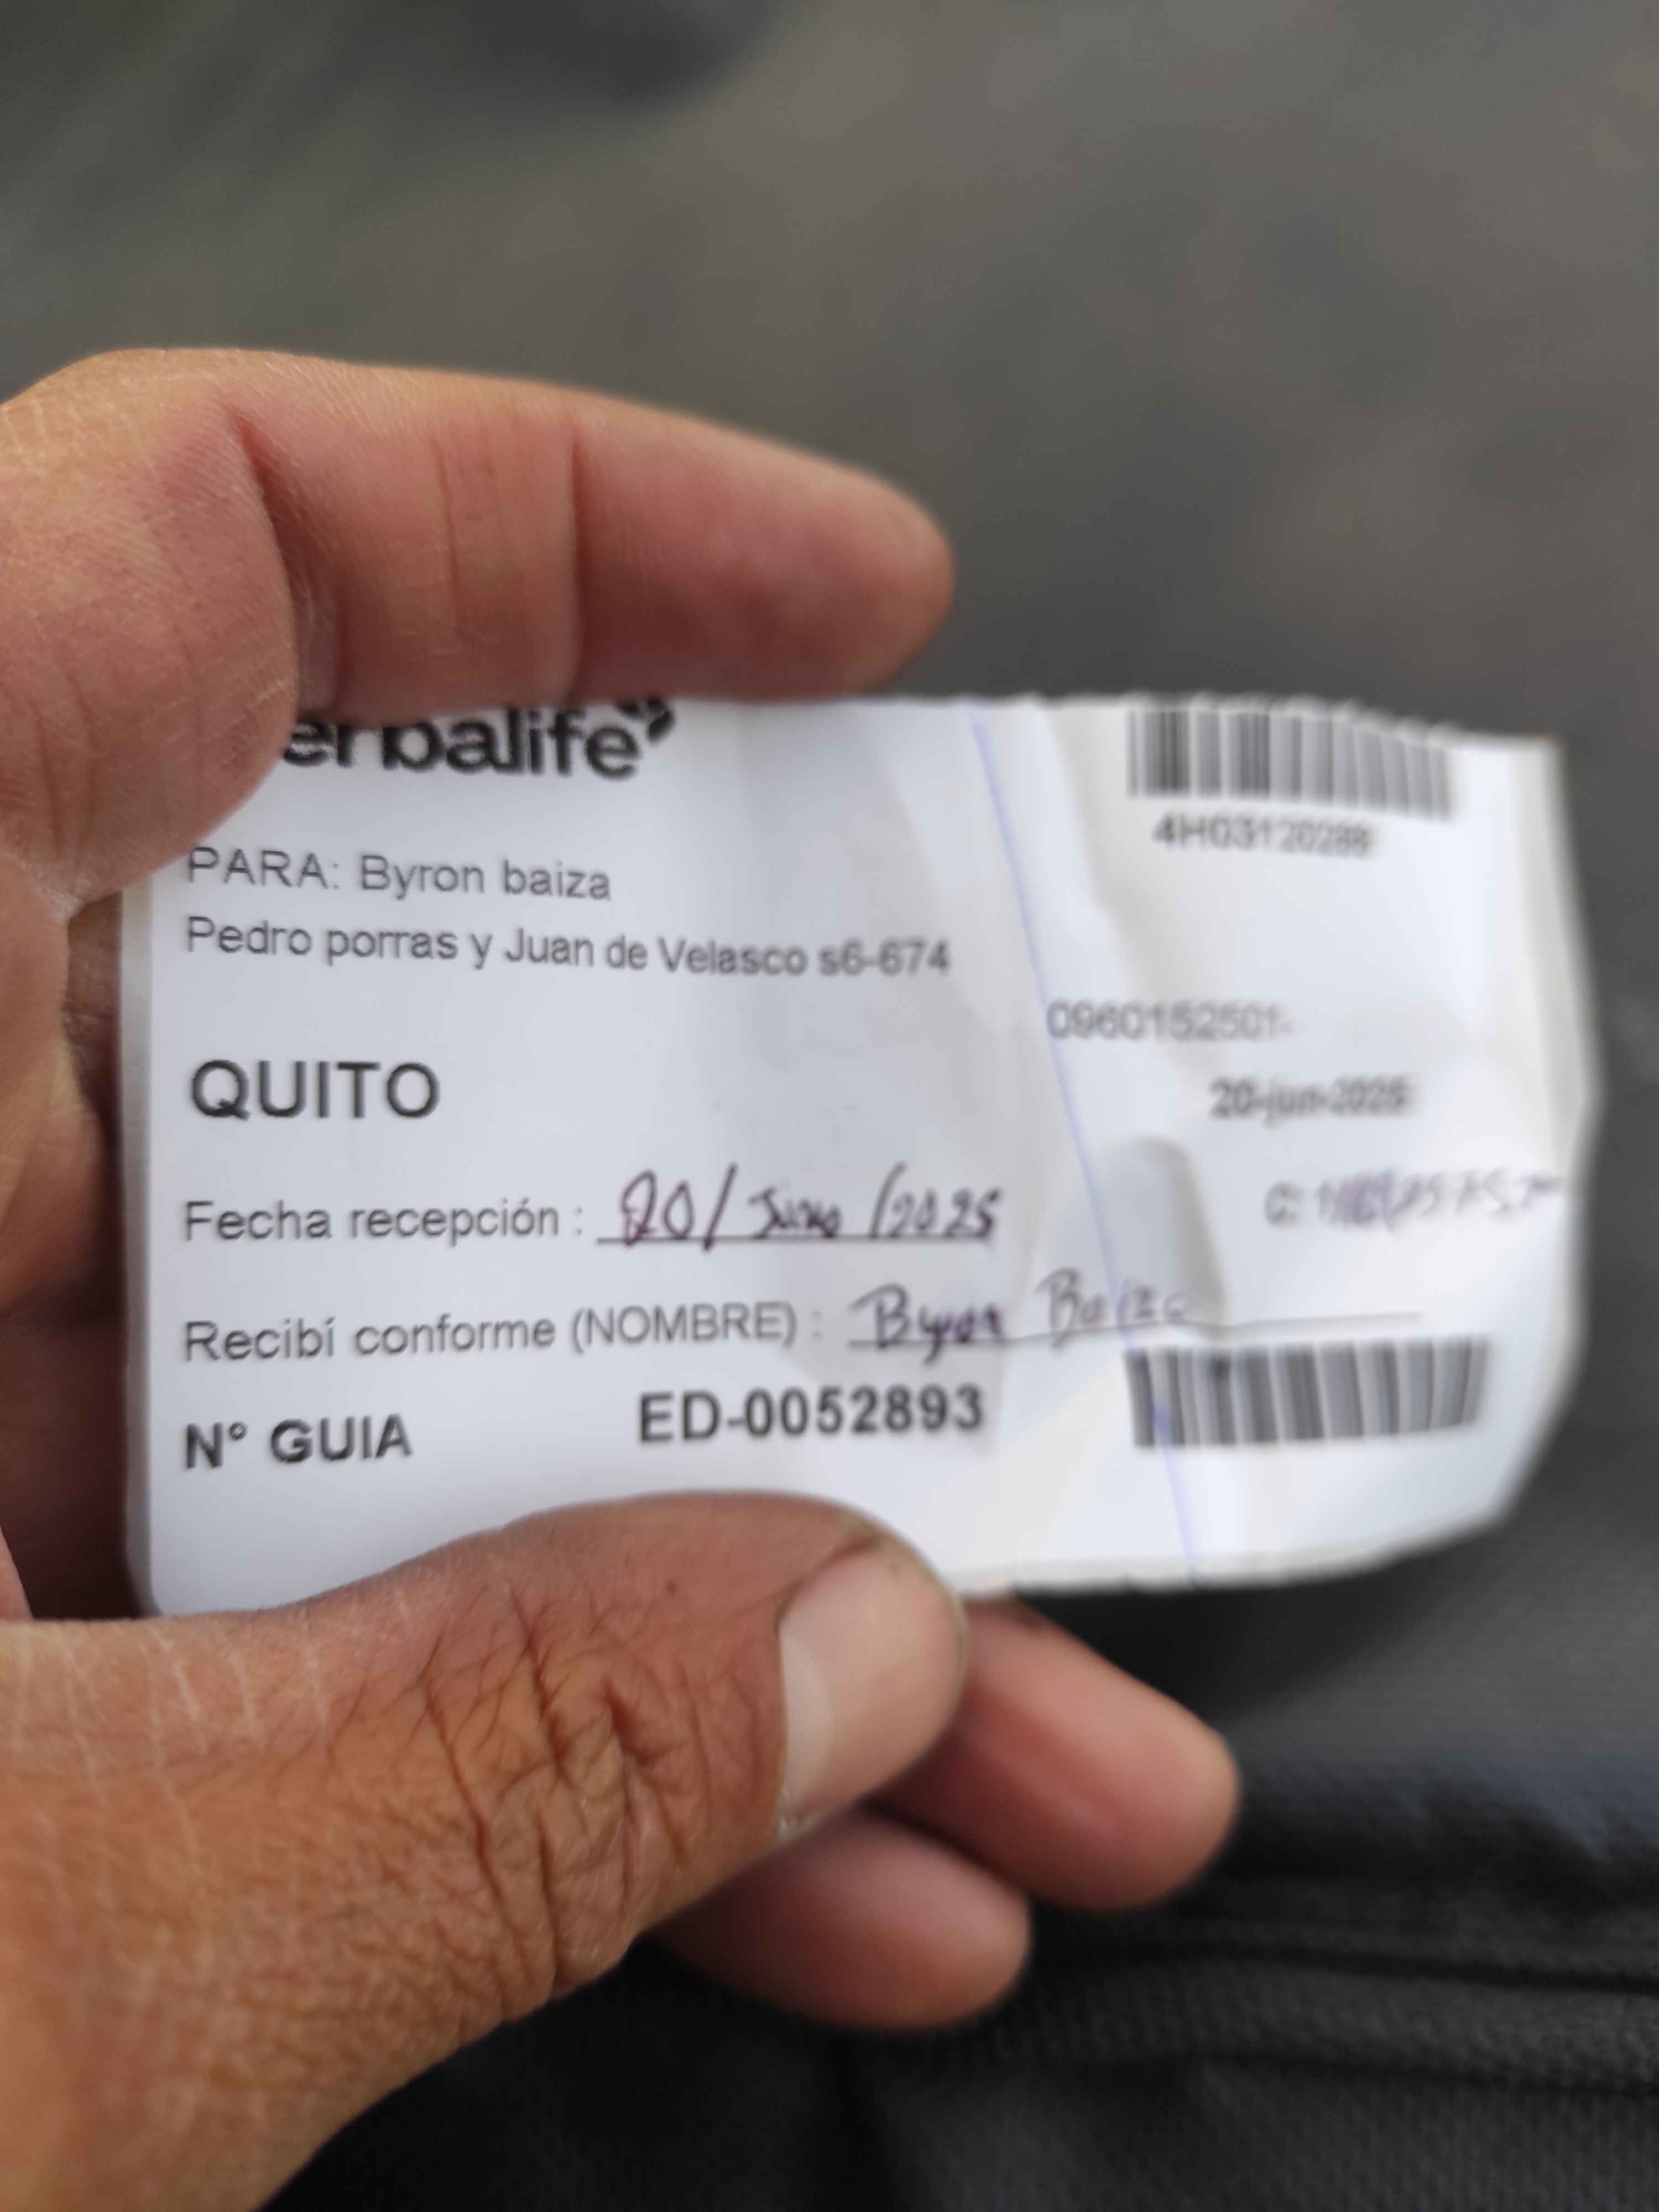 erbalife
4H03120288
PARA: Byron baiza
Pedro porras y Juan de Velasco s6-674
0960152501-
QUITO
20-jun-2025
Fecha recepción : 20/Junio/2025
C:
Recibí conforme (NOMBRE) : Byron Baiza
N° GUIA ED-0052893